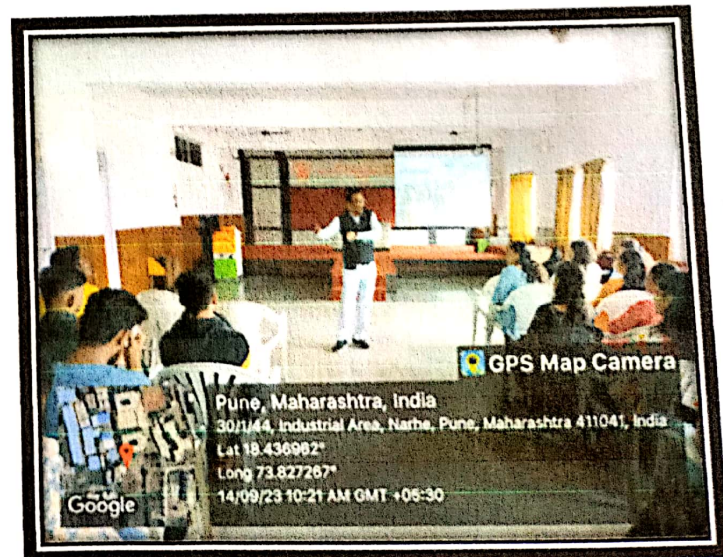 GPS Map Camera
Pune, Maharashtra, India
30/1/44, Industrial Area, Narhe, Pune, Maharashtra 411041, India
Lat 18.436962°
Long 73.827267°
14/09/23 10:21 AM GMT +05:30
Google